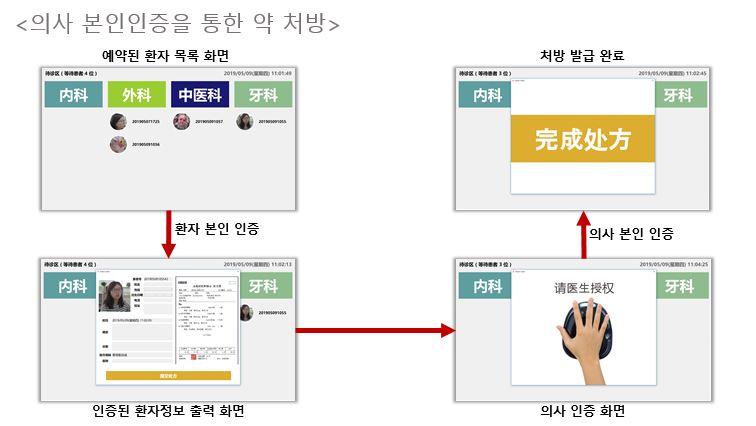 <의사 본인인증을 통한 약 처방>
예약된 환자 목록 화면
待诊区 ( 等待患者 4 位 )
2019/05/09(星期四) 11:01:49
内科
外科
中医科
牙科
201905071725
201905091057
201905091055
201905091036
환자 본인 인증
待诊区 ( 等待患者 4 位 )
2019/05/09(星期四) 11:02:13
内科
牙科
201905091055
提交处方
인증된 환자정보 출력 화면
처방 발급 완료
待诊区 ( 等待患者 3 位 )
2019/05/09(星期四) 11:02:45
内科
牙科
完成处方
의사 본인 인증
待诊区 ( 等待患者 3 位 )
2019/05/09(星期四) 11:04:25
内科
牙科
请医生授权
의사 인증 화면